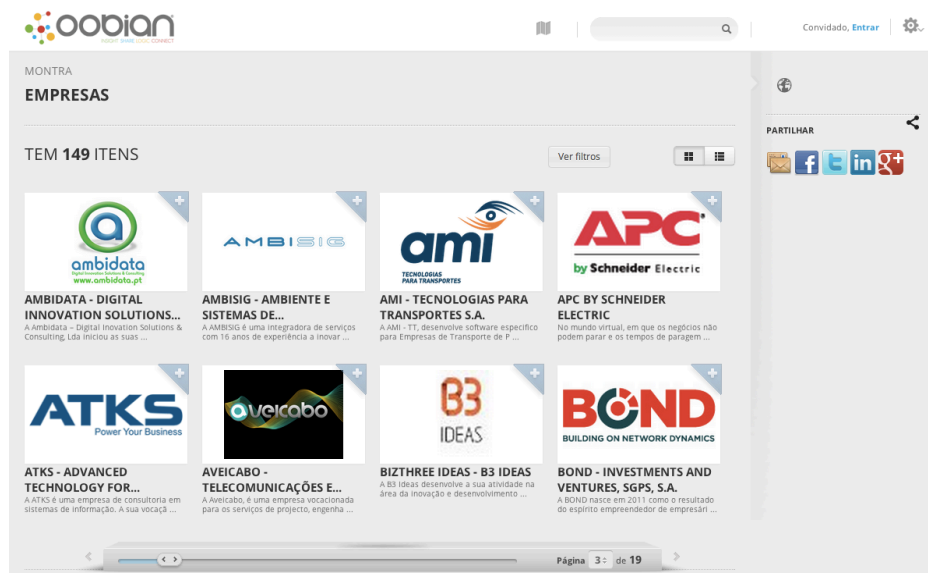 oobian
INSIGHT. SHARE. LOGIC. CONNECT.
Convidado, Entrar
MONTRA
EMPRESAS
TEM 149 ITENS
Ver filtros
PARTILHAR
ambidata
Digital Innovation Solutions & Consulting
www.ambidata.pt
AMBISIG
ami
TECNOLOGIAS
PARA TRANSPORTES
APC
by Schneider Electric
AMBIDATA - DIGITAL
INNOVATION SOLUTIONS...
A Ambidata – Digital Inovation Solutions &
Consulting, Lda iniciou as suas ...
AMBISIG - AMBIENTE E
SISTEMAS DE...
A AMBISIG é uma integradora de serviços
com 16 anos de experiência a inovar ...
AMI - TECNOLOGIAS PARA
TRANSPORTES S.A.
A AMI - TT, desenvolve software específico
para Empresas de Transporte de P ...
APC BY SCHNEIDER
ELECTRIC
No mundo virtual, em que os negócios não
podem parar e os tempos de paragem ...
ATKS
Power Your Business
aveicabo
B3
IDEAS
BOND
BUILDING ON NETWORK DYNAMICS
ATKS - ADVANCED
TECHNOLOGY FOR...
A ATKS é uma empresa de consultoria em
sistemas de informação. A sua vocaçã ...
AVEICABO -
TELECOMUNICAÇÕES E...
A Aveicabo, é uma empresa vocacionada
para os serviços de projecto, engenha ...
BIZTHREE IDEAS - B3 IDEAS
A B3 Ideas desenvolve a sua atividade na
área da inovação e desenvolvimento ...
BOND - INVESTMENTS AND
VENTURES, SGPS, S.A.
A BOND nasce em 2011 como o resultado
do espírito empreendedor de empresári ...
Página 3 de 19